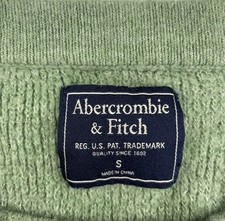 Abercrombie
& Fitch
REG. U.S. PAT. TRADEMARK
QUALITY SINCE 1892
S
MADE IN CHINA